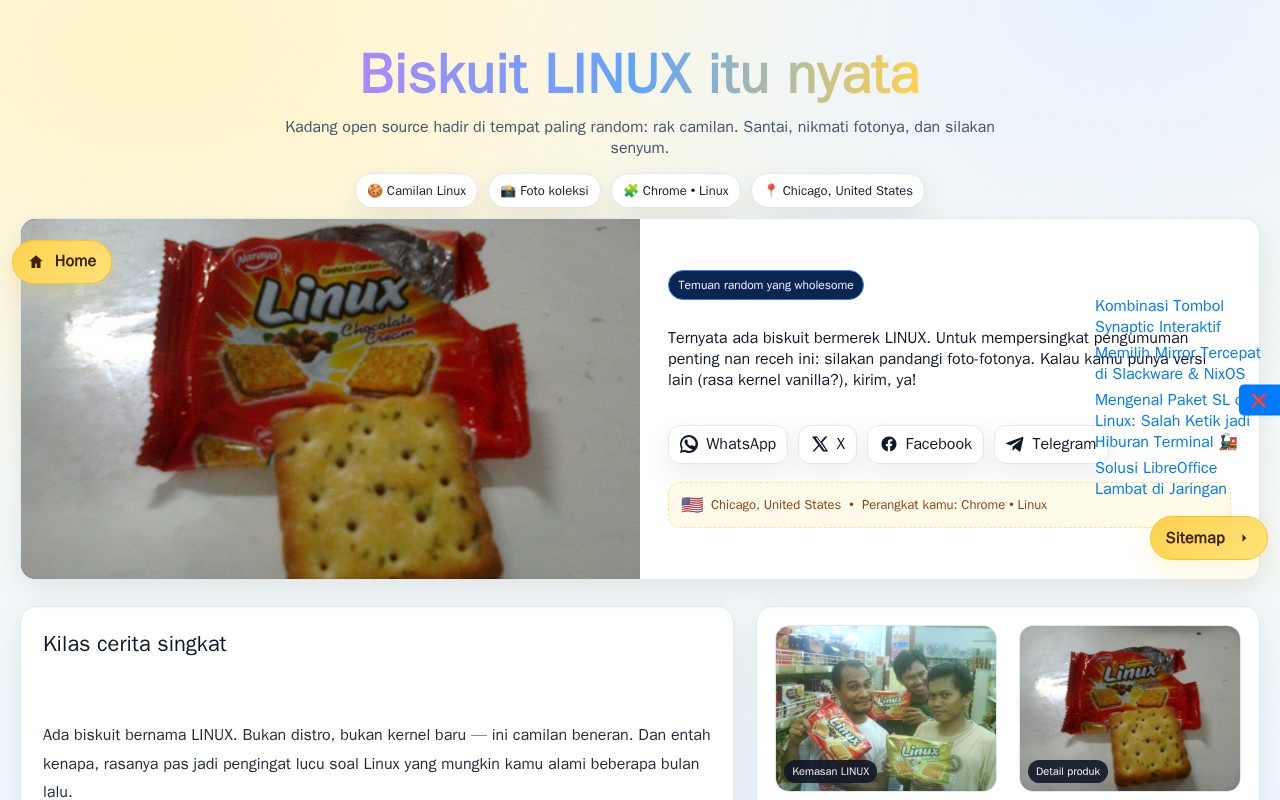 Biskuit LINUX itu nyata
Kadang open source hadir di tempat paling random: rak camilan. Santai, nikmati fotonya, dan silakan
senyum.
🍪 Camilan Linux
📸 Foto koleksi
🧩 Chrome • Linux
📍 Chicago, United States
Home
Naraya
Sandwich Calcium
Linux
Chocolate
Cream
Temuan random yang wholesome
Ternyata ada biskuit bermerek LINUX. Untuk mempersingkat pengumuman
penting nan receh ini: silakan pandangi foto-fotonya. Kalau kamu punya versi
lain (rasa kernel vanilla?), kirim, ya!
WhatsApp
X
Facebook
Telegram
🇺🇸 Chicago, United States • Perangkat kamu: Chrome • Linux
Kombinasi Tombol
Synaptic Interaktif
Memilih Mirror Tercepat
di Slackware & NixOS
Mengenal Paket SL
Linux: Salah Ketik jadi
Hiburan Terminal 🚂
Solusi LibreOffice
Lambat di Jaringan
Sitemap
Kilas cerita singkat
Ada biskuit bernama LINUX. Bukan distro, bukan kernel baru — ini camilan beneran. Dan entah
kenapa, rasanya pas jadi pengingat lucu soal Linux yang mungkin kamu alami beberapa bulan
lalu.
Linux
Linux
Linux
Kemasan LINUX
Linux
Detail produk